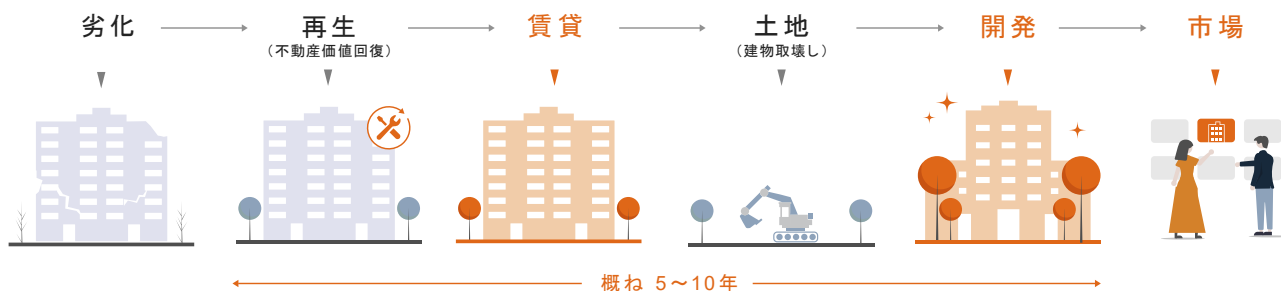 劣化
再生
（不動産価値回復）
賃貸
土地
（建物取壊し）
開発
市場
概ね 5〜10年